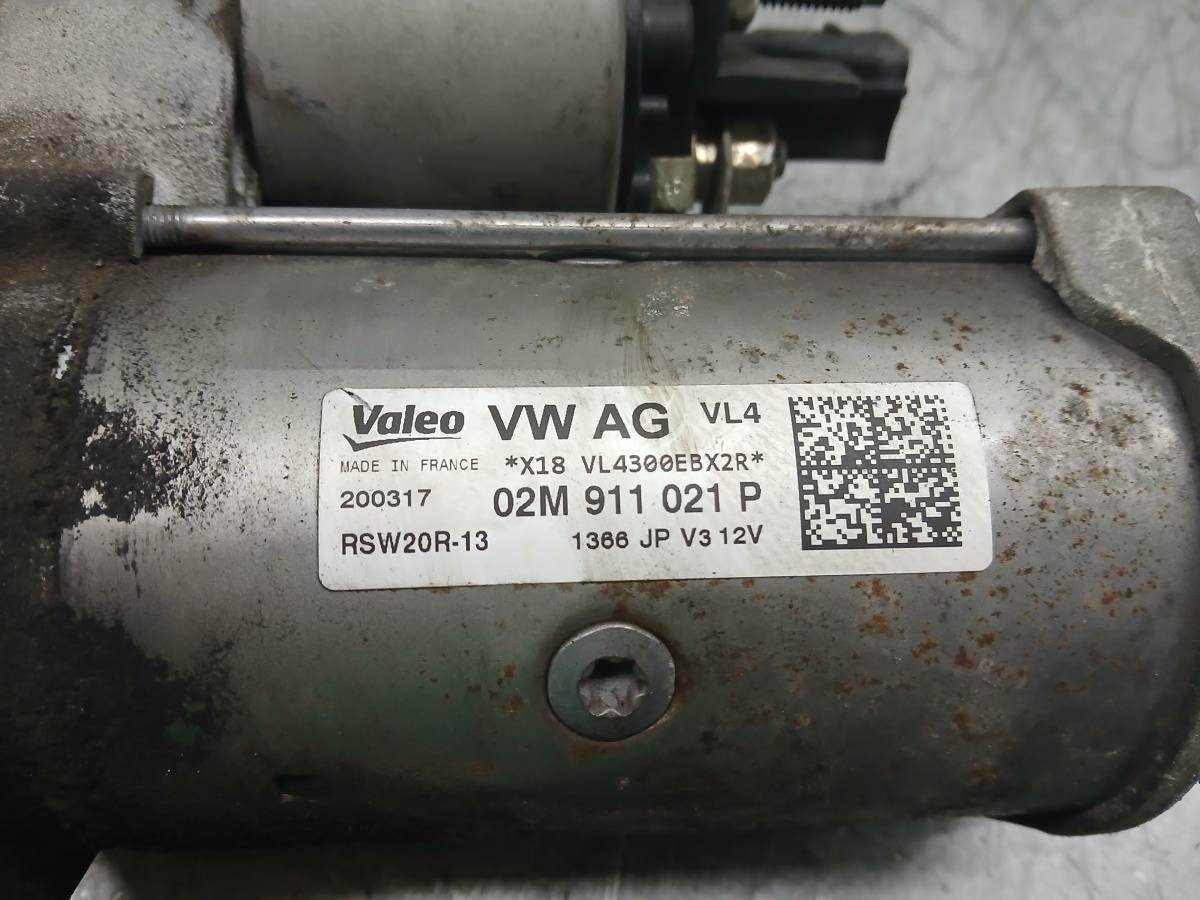 Valeo VW AG VL4
MADE IN FRANCE *X18 VL4300EBX2R*
200317 02M 911 021 P
RSW20R-13 1366 JP V3 12V